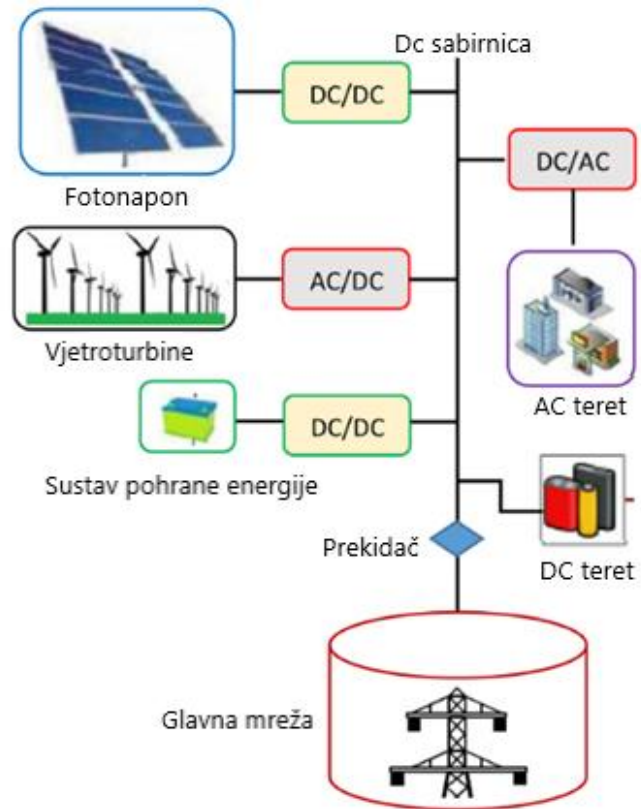 Dc sabirnica
DC/DC
Fotonapon
DC/AC
AC/DC
Vjetroturbine
AC teret
DC/DC
Sustav pohrane energije
Prekidač
DC teret
Glavna mreža